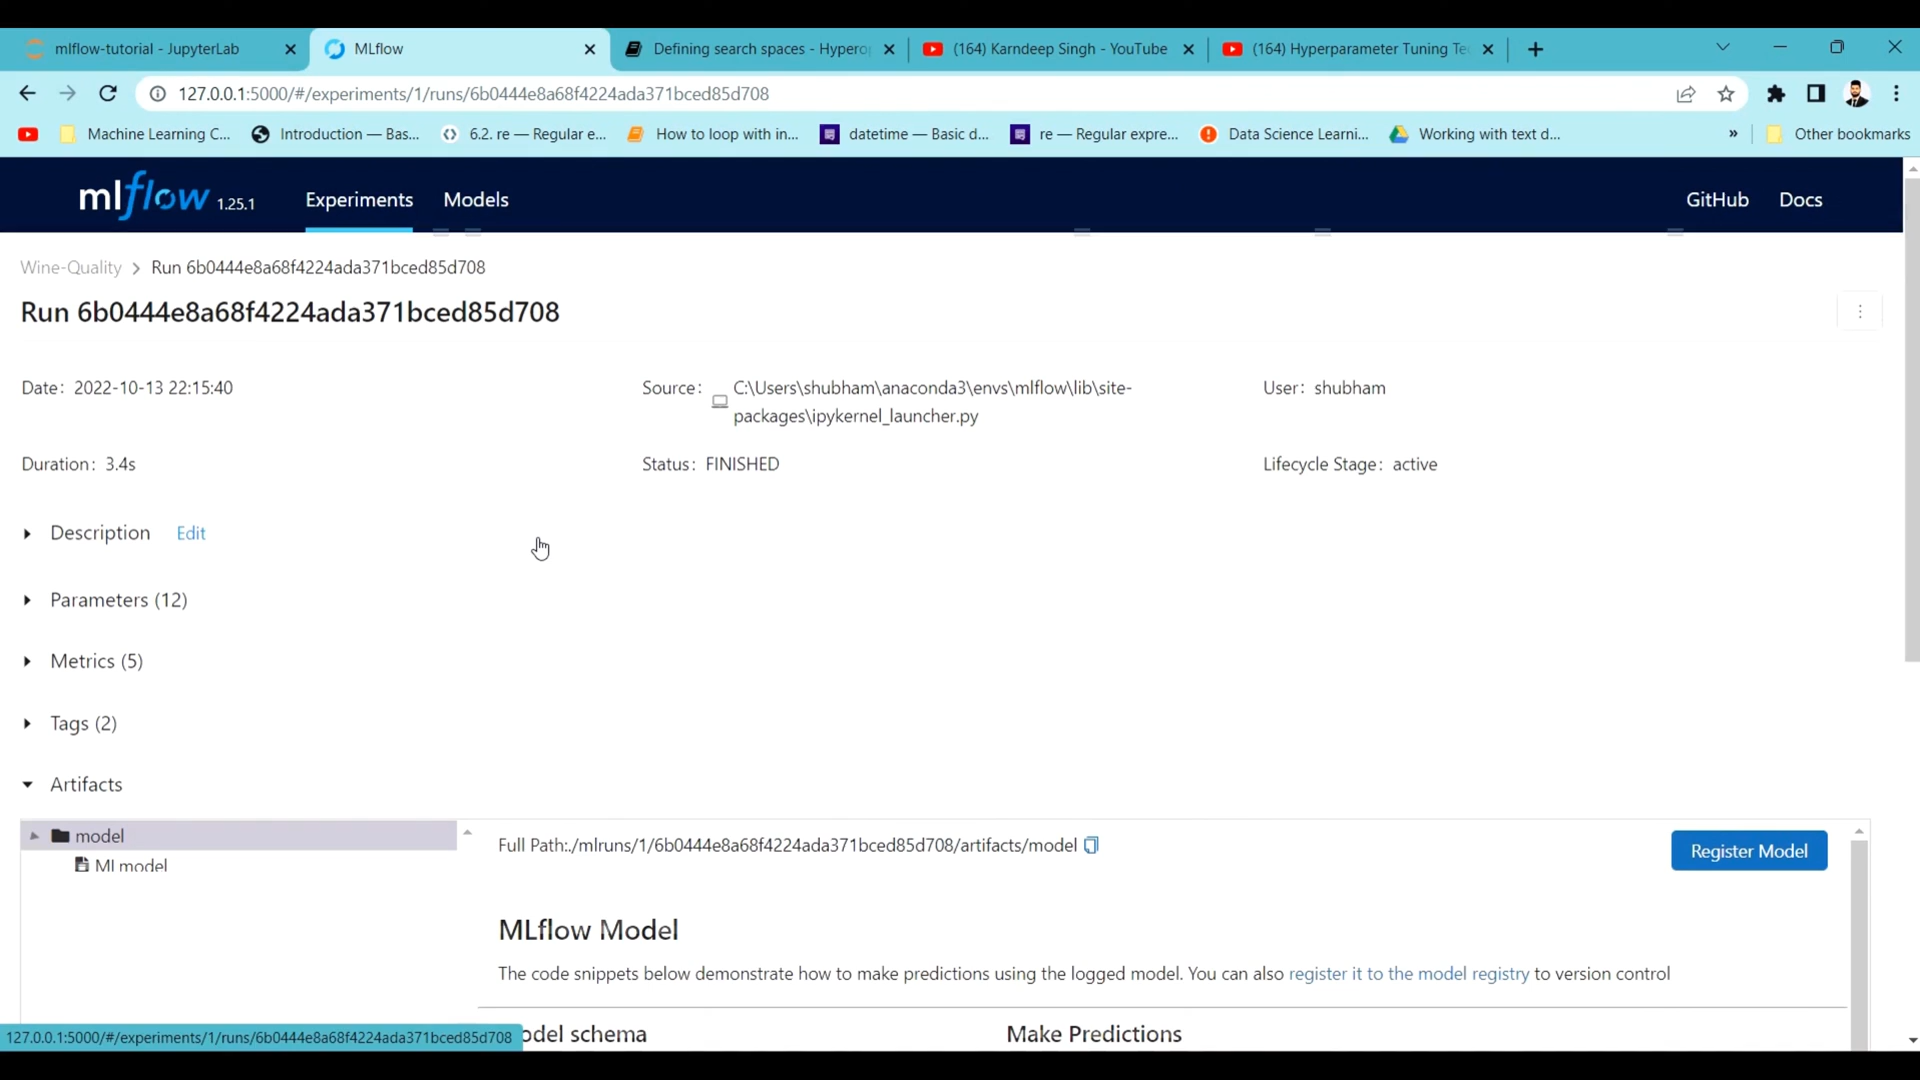 mlflow-tutorial - JupyterLab
MLflow
Defining search spaces - Hypero
(164) Karndeep Singh - YouTube
(164) Hyperparameter Tuning Te
127.0.0.1:5000/#/experiments/1/runs/6b0444e8a68f4224ada371bced85d708
Machine Learning C...
Introduction — Bas...
6.2. re — Regular e...
How to loop with in...
datetime — Basic d...
re — Regular expre...
Data Science Learni...
Working with text d...
»
Other bookmarks
mlflow 1.25.1
Experiments
Models
GitHub
Docs
Wine-Quality > Run 6b0444e8a68f4224ada371bced85d708
Run 6b0444e8a68f4224ada371bced85d708
Date: 2022-10-13 22:15:40
Source: C:\Users\shubham\anaconda3\envs\mlflow\lib\site-
packages\ipykernel_launcher.py
User: shubham
Duration: 3.4s
Status: FINISHED
Lifecycle Stage: active
Description Edit
Parameters (12)
Metrics (5)
Tags (2)
Artifacts
model
MLmodel
Full Path:./mlruns/1/6b0444e8a68f4224ada371bced85d708/artifacts/model
Register Model
MLflow Model
The code snippets below demonstrate how to make predictions using the logged model. You can also register it to the model registry to version control
odel schema
Make Predictions
127.0.0.1:5000/#/experiments/1/runs/6b0444e8a68f4224ada371bced85d708